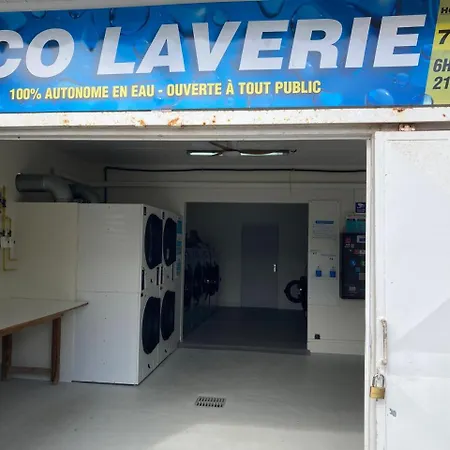 CO LAVERIE
100% AUTONOME EN EAU - OUVERTE À TOUT PUBLIC
7
6H
21